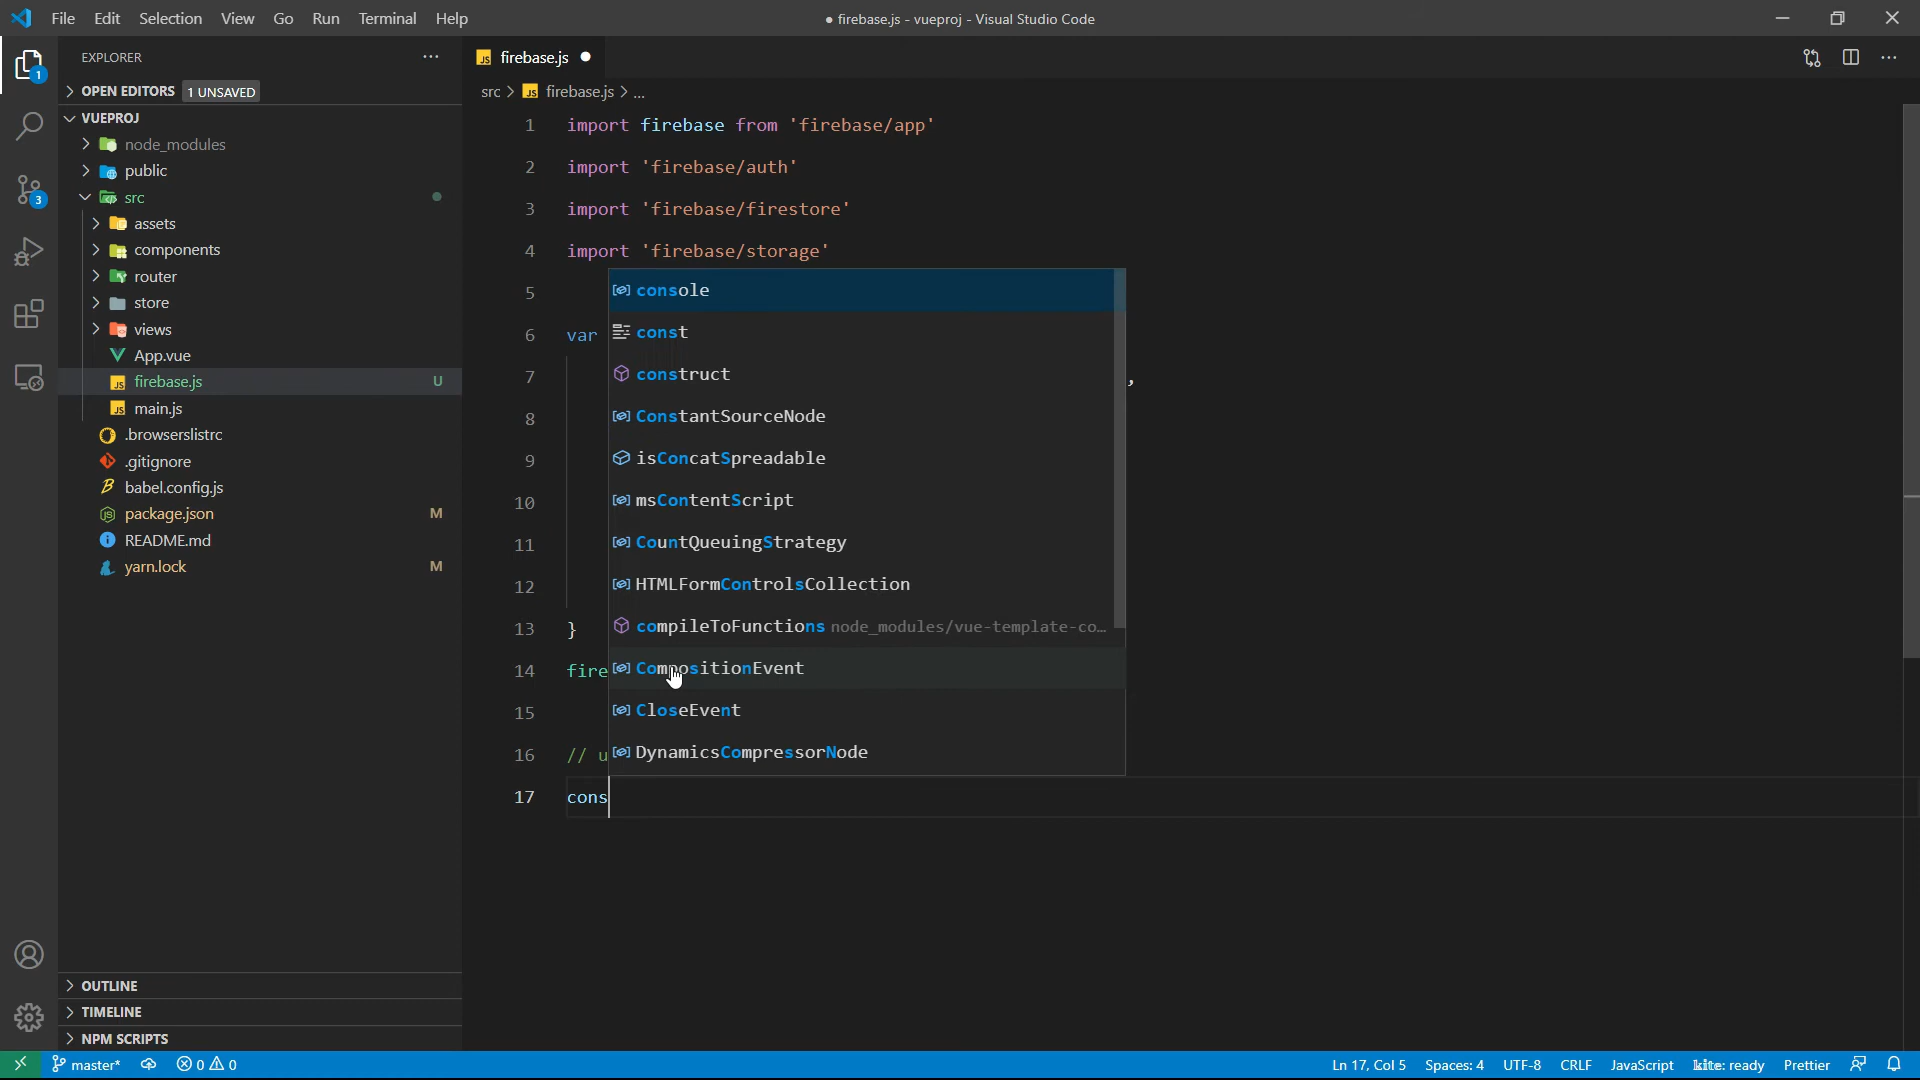 File Edit Selection View Go Run Terminal Help
● firebase.js - vueproj - Visual Studio Code
EXPLORER
OPEN EDITORS 1 UNSAVED
VUEPROJ
node_modules
public
src
assets
components
router
store
views
App.vue
firebase.js U
main.js
.browserslistrc
.gitignore
babel.config.js
package.json M
README.md
yarn.lock M
OUTLINE
TIMELINE
NPM SCRIPTS
1
3
JS firebase.js ●
src > JS firebase.js > ...
1 import firebase from 'firebase/app'
2 import 'firebase/auth'
3 import 'firebase/firestore'
4 import 'firebase/storage'
5
6 var
7 ,
8
9
10
11
12
13 }
14 fire
15
16 // u
17 cons
console
const
construct
ConstantSourceNode
isConcatSpreadable
msContentScript
CountQueuingStrategy
HTMLFormControlsCollection
compileToFunctions node_modules/vue-template-co…
CompositionEvent
CloseEvent
DynamicsCompressorNode
master* 0 0
Ln 17, Col 5 Spaces: 4 UTF-8 CRLF JavaScript kite: ready Prettier